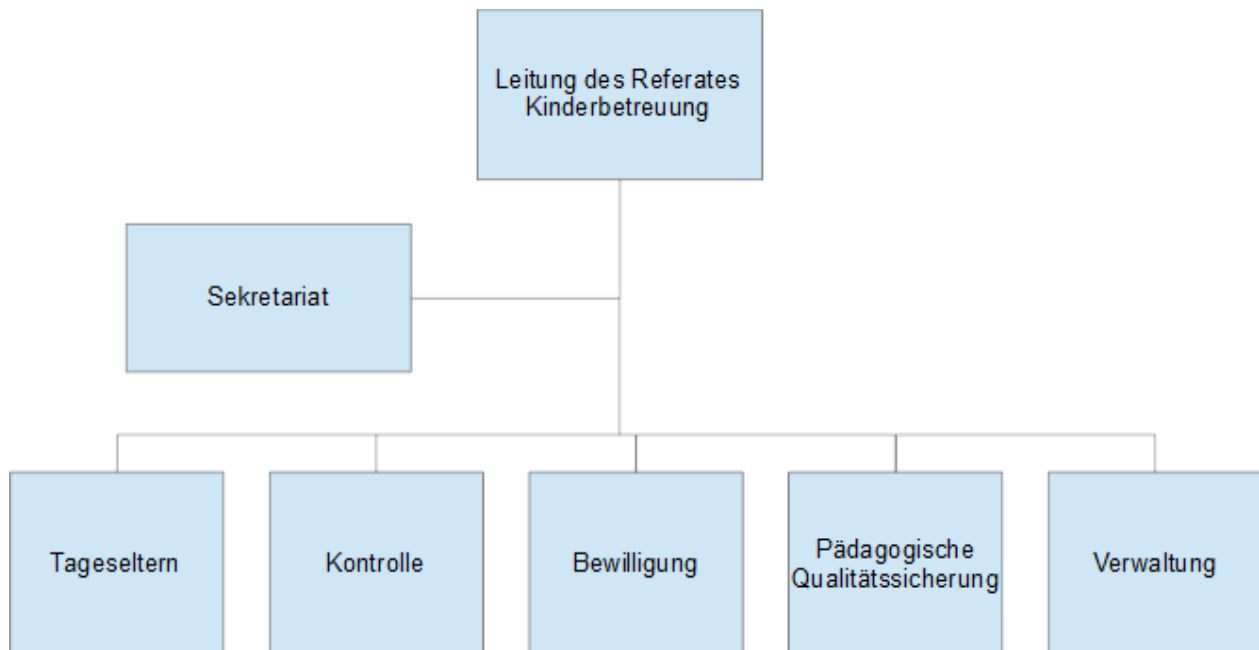 Leitung des Referates
Kinderbetreuung
Sekretariat
Tageseltern
Kontrolle
Bewilligung
Pädagogische
Qualitätssicherung
Verwaltung